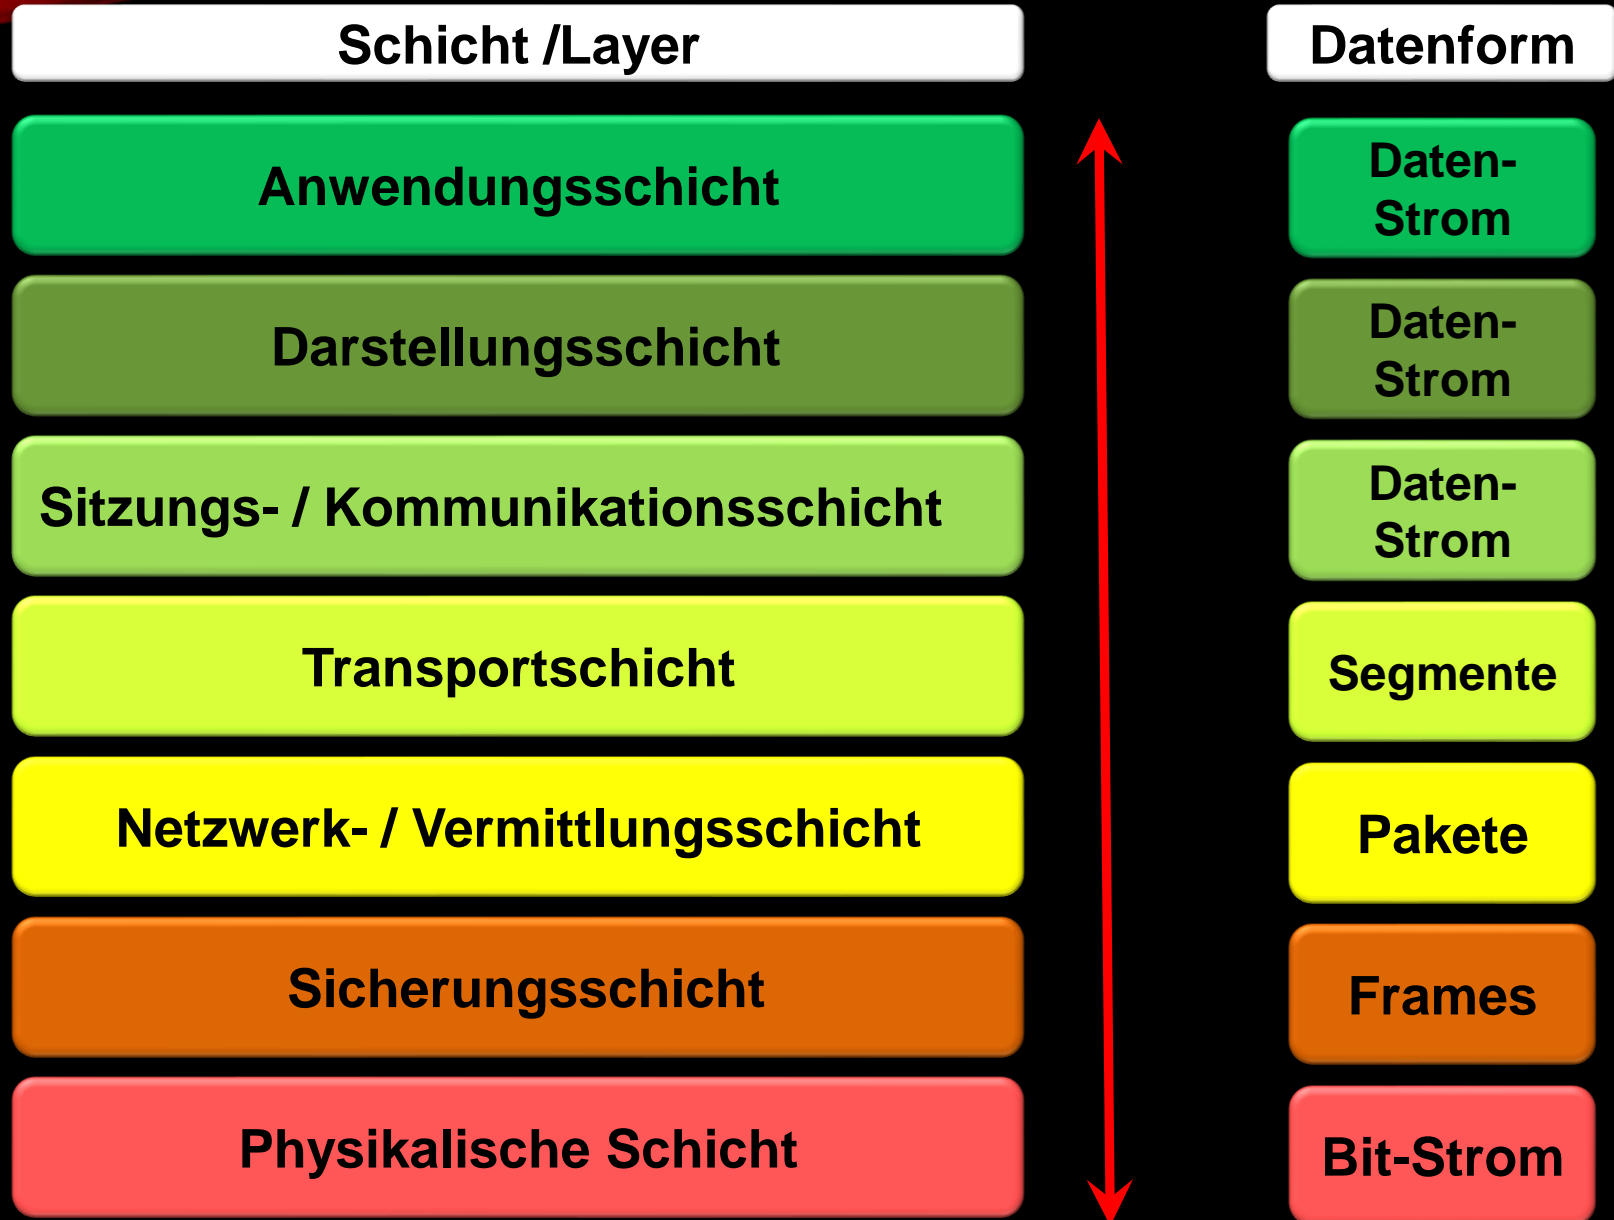 Schicht /Layer
Datenform
Anwendungsschicht
Daten-
Strom
Darstellungsschicht
Daten-
Strom
Sitzungs- / Kommunikationsschicht
Daten-
Strom
Transportschicht
Segmente
Netzwerk- / Vermittlungsschicht
Pakete
Sicherungsschicht
Frames
Physikalische Schicht
Bit-Strom